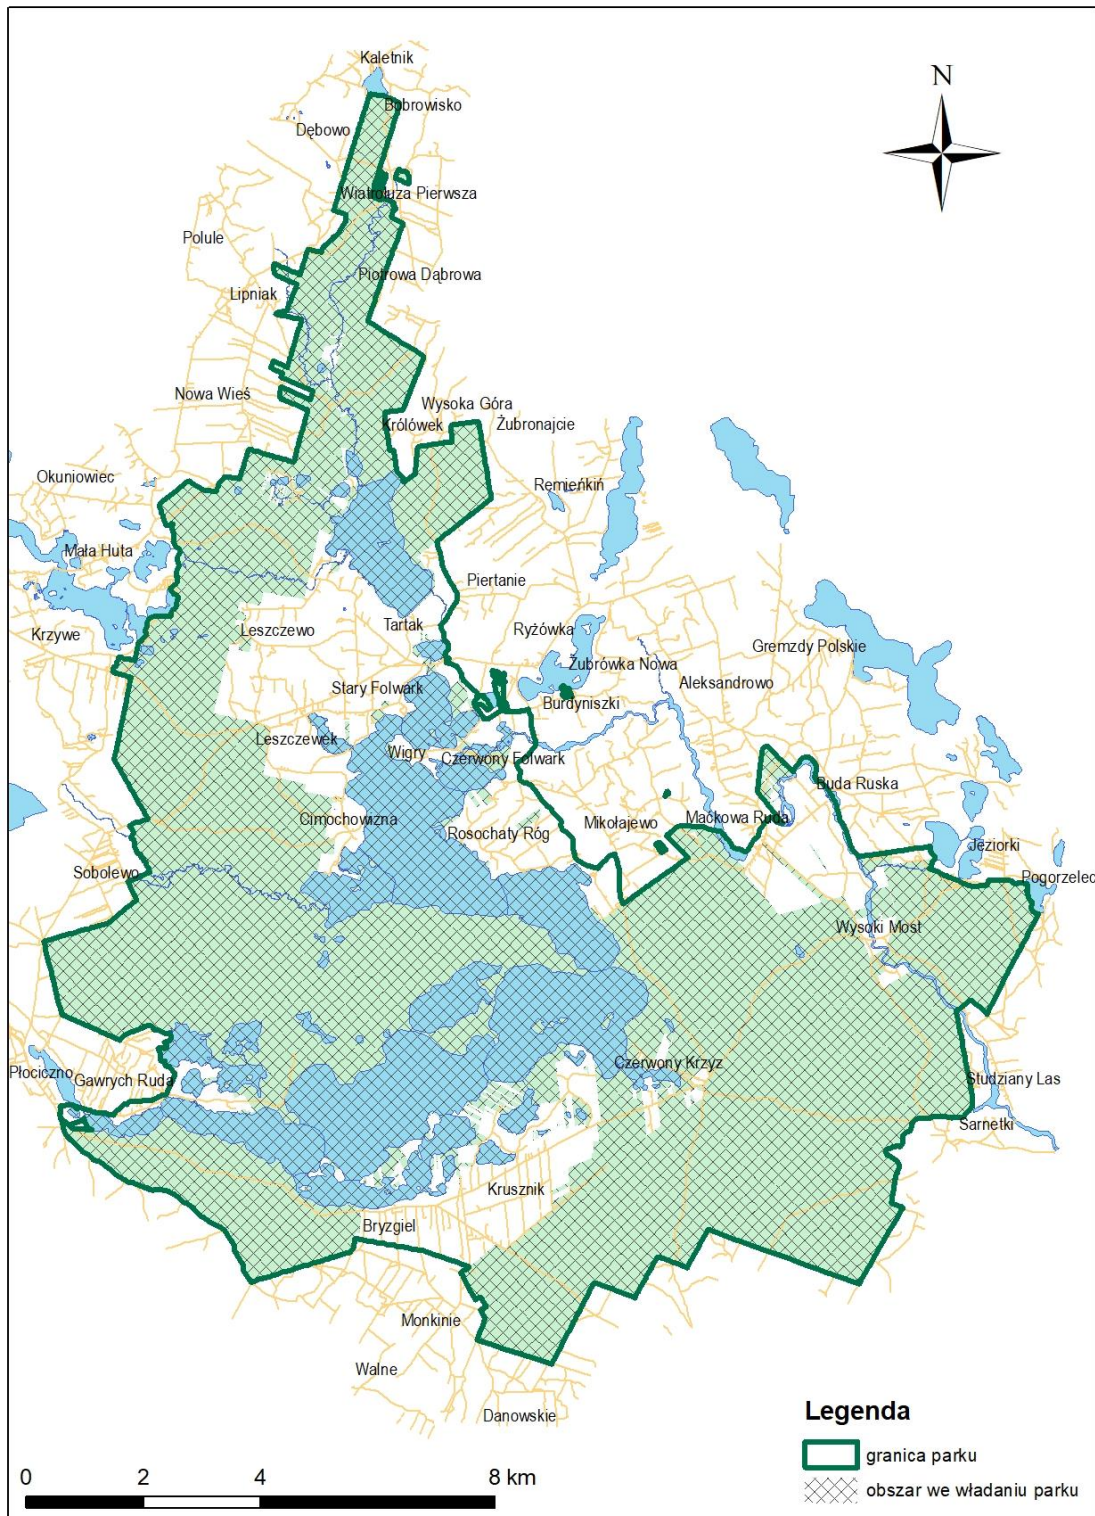 Kaletnik
N
Bobrowisko
Dębowo
Wiatrołuża Pierwsza
Polule
Piotrowa Dąbrowa
Lipniak
Nowa Wieś
Wysoka Góra
Królówek
Żubronajcie
Okuniowiec
Remieńkiń
Mała Huta
Piertanie
Krzywe
Leszczewo
Tartak
Ryżówka
Gremzdy Polskie
Żubrówka Nowa
Aleksandrowo
Stary Folwark
Burdyniszki
Leszczewek
Wigry
Czerwony Folwark
Buda Ruska
Cimochowizna
Rosochaty Róg
Mikołajewo
Maćkowa Ruda
Jeziorki
Sobolewo
Pogorzelec
Wysoki Most
Czerwony Krzyż
Płociczno
Gawrych Ruda
Studziany Las
Sarnetki
Krusznik
Bryzgiel
Monkinie
Walne
Danowskie
Legenda
granica parku
obszar we władaniu parku
0 2 4 8 km